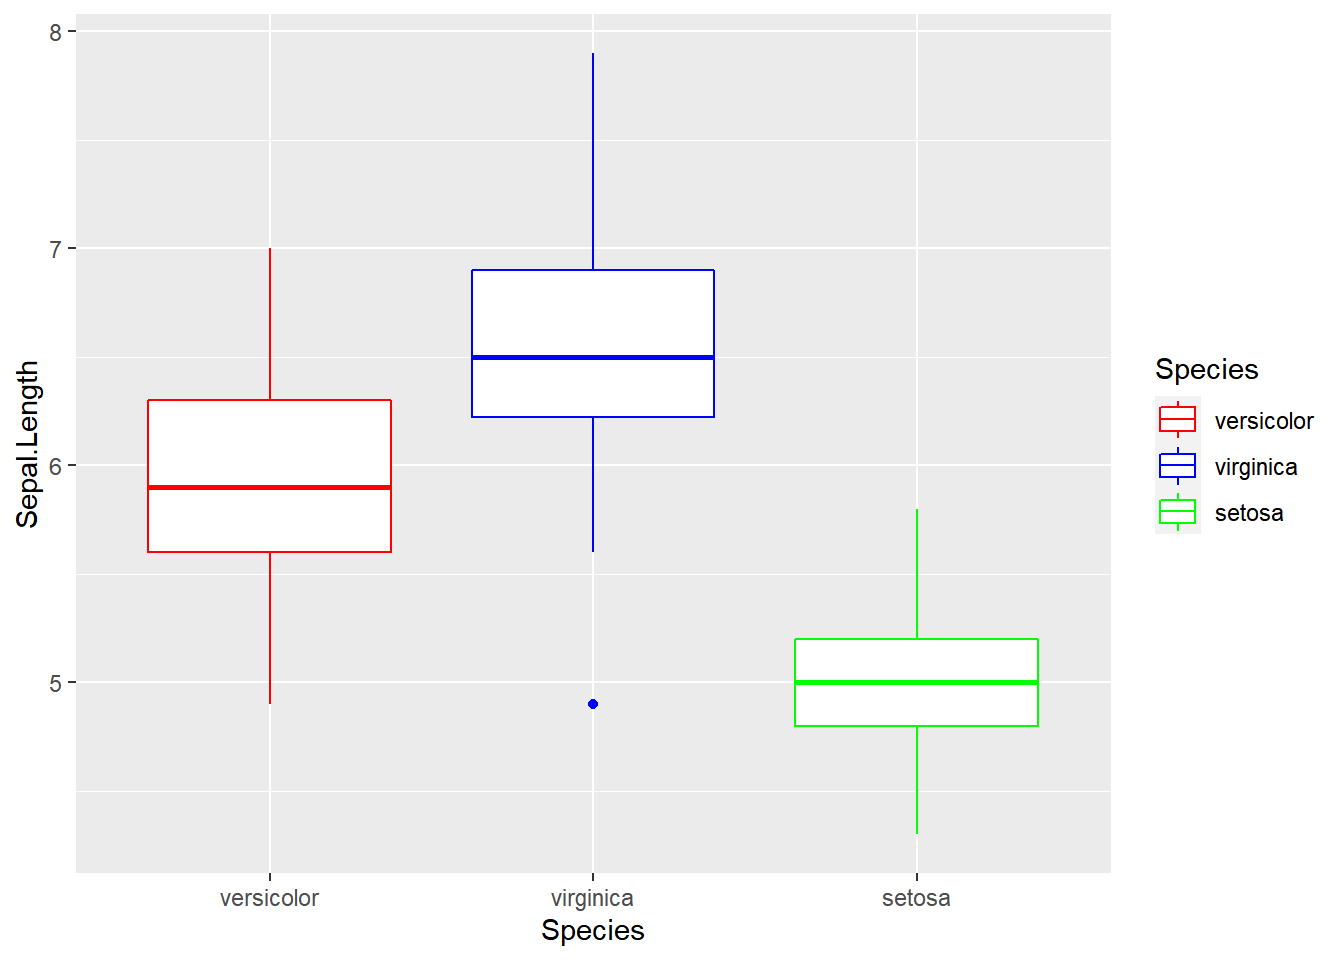 8
7
6
5
Sepal.Length
versicolor
virginica
setosa
Species
Species
versicolor
virginica
setosa